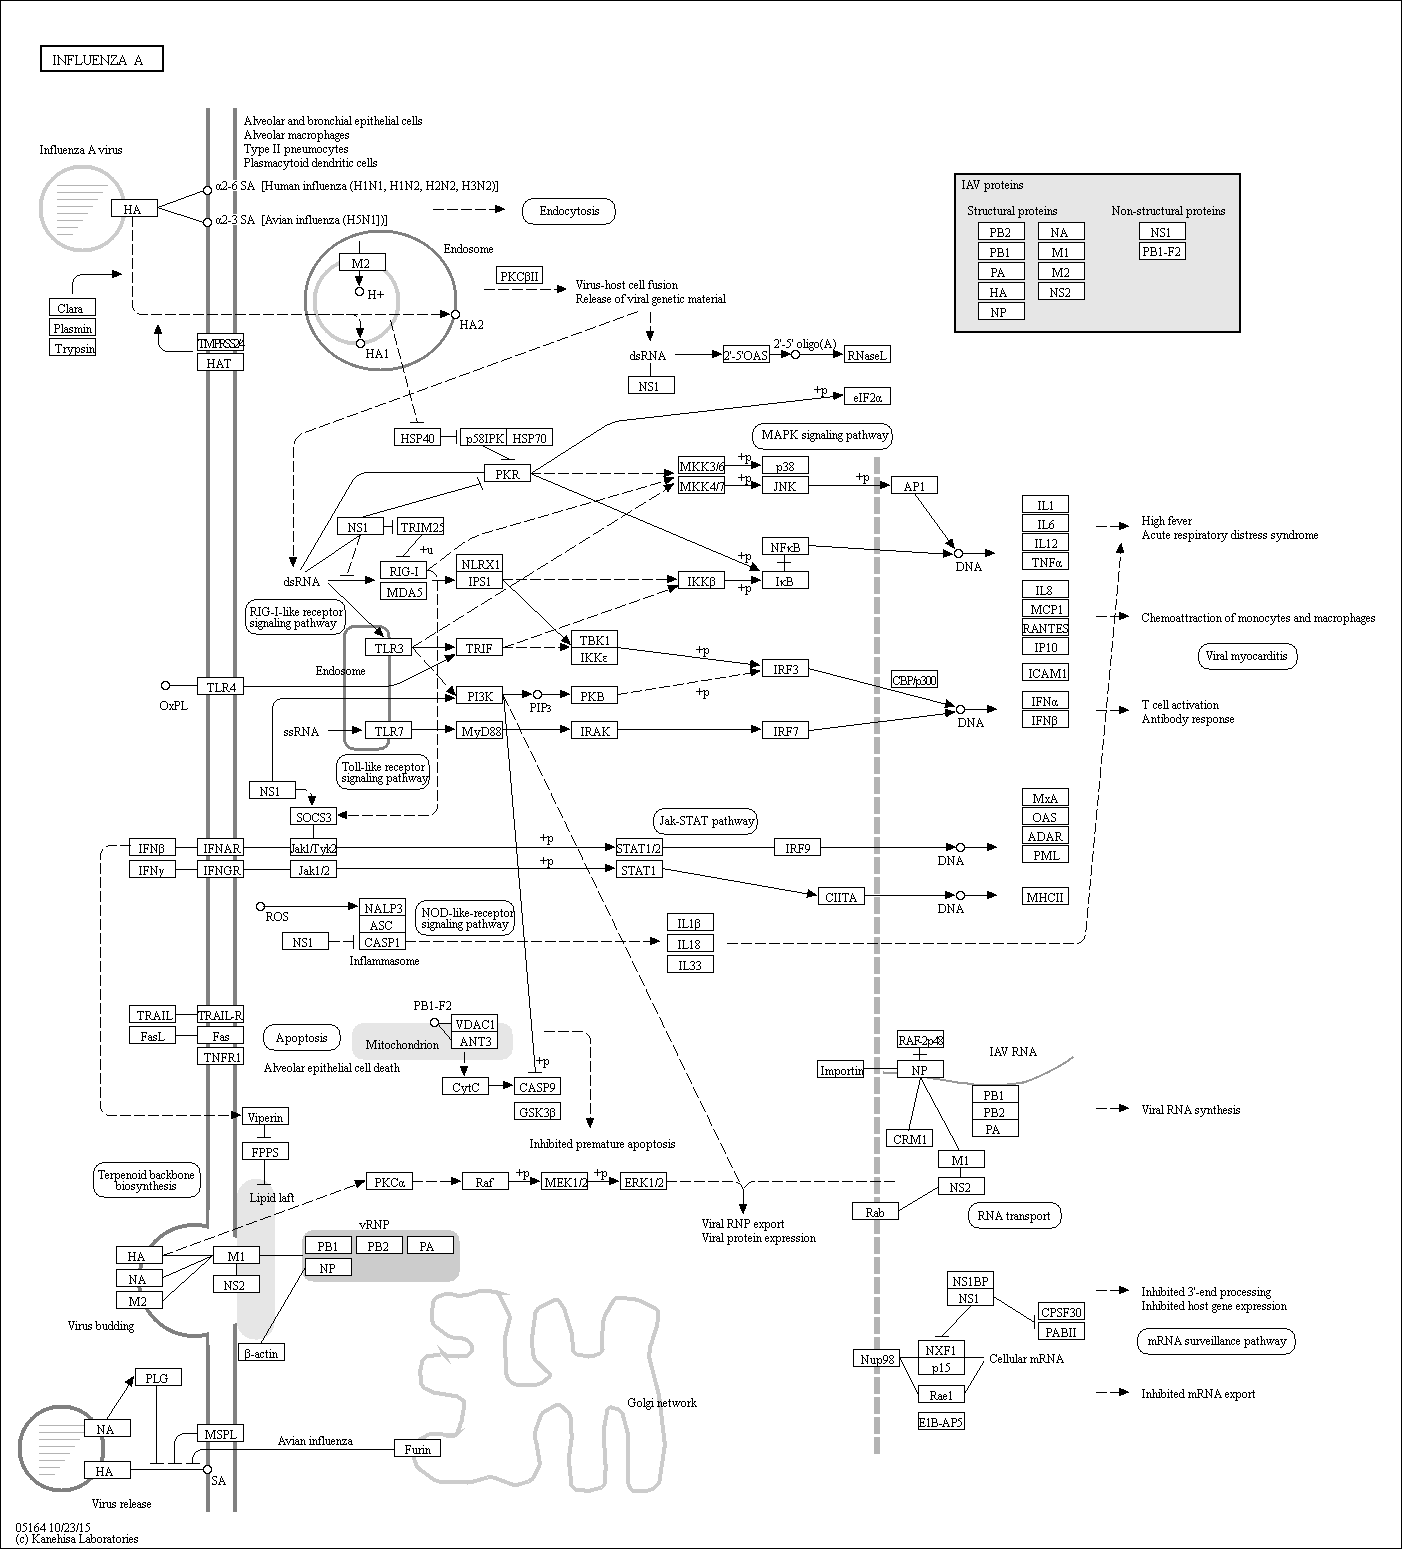 INFLUENZA A
Alveolar and bronchial epithelial cells
Alveolar macrophages
Type II pneumocytes
Plasmacytoid dendritic cells
Influenza A virus
HA
α2-6 SA [Human influenza (H1N1, H1N2, H2N2, H3N2)]
α2-3 SA [Avian influenza (H5N1])]
Endocytosis
IAV proteins
Structural proteins
Non-structural proteins
PB2
NA
NS1
PB1
M1
PB1-F2
PA
M2
HA
NS2
NP
Endosome
M2
H+
HA2
HA1
PKCβII
Virus-host cell fusion
Release of viral genetic material
Clara
Plasmin
Trypsin
HAT
dsRNA
2'-5'OAS
2'-5' oligo(A)
RNaseL
NS1
+p
eIF2α
HSP40
p58IPK
HSP70
MAPK signaling pathway
PKR
MKK3/6
+p
p38
MKK4/7
+p
JNK
+p
AP1
NS1
TRIM25
+u
RIG-I
MDA5
dsRNA
NLRX1
IPS1
IKKβ
+p
+p
NFκB
IκB
DNA
RIG-I-like receptor
signaling pathway
IL1
IL6
IL12
TNFα
High fever
Acute respiratory distress syndrome
IL8
MCP1
RANTES
IP10
Chemoattraction of monocytes and macrophages
ICAM1
Viral myocarditis
IFNα
IFNβ
T cell activation
Antibody response
TLR3
TRIF
TBK1
IKKε
+p
IRF3
CBP/p300
Endosome
TLR4
OxPL
PI3K
PIP3
PKB
+p
DNA
ssRNA
TLR7
MyD88
IRAK
IRF7
Toll-like receptor
signaling pathway
NS1
SOCS3
Jak-STAT pathway
IFNβ
IFNAR
Jak1/Tyk2
+p
STAT1/2
IRF9
DNA
IFNγ
IFNGR
Jak1/2
+p
STAT1
CIITA
DNA
MxA
OAS
ADAR
PML
MHCII
ROS
NALP3
ASC
CASP1
NS1
Inflammasome
NOD-like-receptor
signaling pathway
IL1β
IL18
IL33
TRAIL
TRAIL-R
FasL
Fas
TNFR1
Apoptosis
Alveolar epithelial cell death
PB1-F2
Mitochondrion
VDAC1
ANT3
CytC
+p
CASP9
GSK3β
Inhibited premature apoptosis
RAF-2p48
IAV RNA
Importin
NP
PB1
PB2
PA
Viral RNA synthesis
CRM1
M1
NS2
Rab
RNA transport
Viperin
FPPS
Terpenoid backbone
biosynthesis
Lipid laft
PKCα
Raf
+p
MEK1/2
+p
ERK1/2
Viral RNP export
Viral protein expression
vRNP
PB1
PB2
PA
NP
HA
NA
M2
M1
NS2
Virus budding
β-actin
NS1BP
NS1
CPSF30
PABII
Inhibited 3'-end processing
Inhibited host gene expression
mRNA surveillance pathway
Nup98
NXF1
p15
Cellular mRNA
Rae1
E1B-AP5
Inhibited mRNA export
PLG
NA
MSPL
Avian influenza
Furin
Golgi network
HA
SA
Virus release
05164 10/23/15
(c) Kanehisa Laboratories